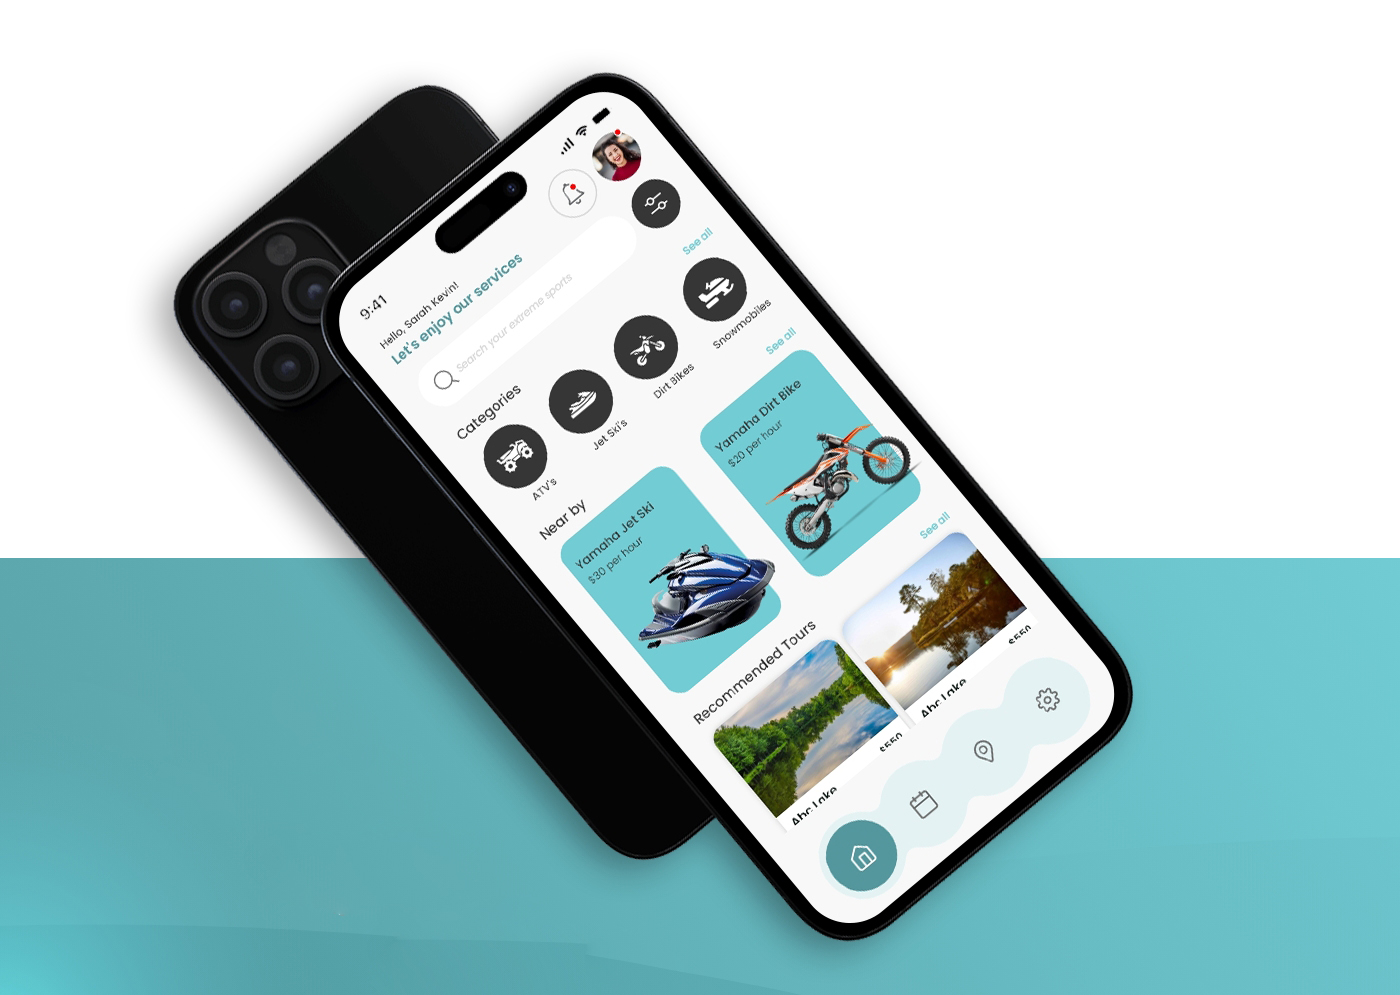 9:41
Hello, Sarah Kevin!
Let's enjoy our services
Search your extreme sports
Categories
See all
ATV's
Jet Ski's
Dirt Bikes
Snowmobiles
Near by
See all
Yamaha Jet Ski
$30 per hour
Yamaha Dirt Bike
$20 per hour
Recommended Tours
See all
Abc Lake
$550
Abc Lake
$550